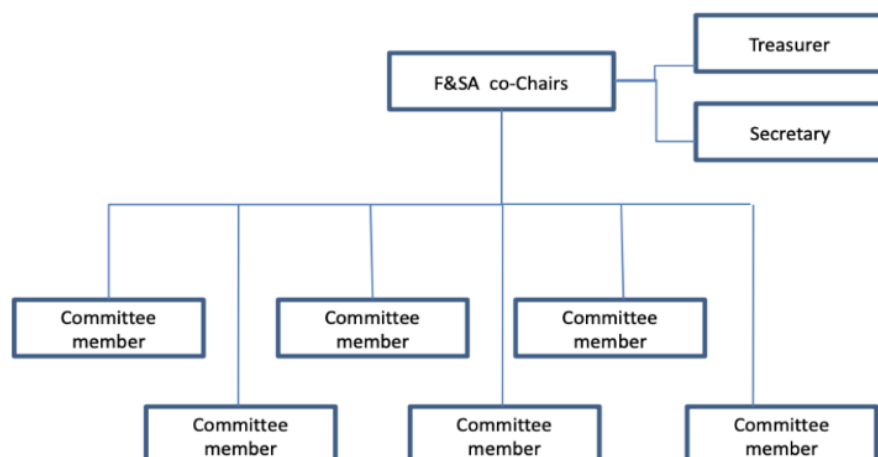 Treasurer
F&SA co-Chairs
Secretary
Committee
member
Committee
member
Committee
member
Committee
member
Committee
member
Committee
member